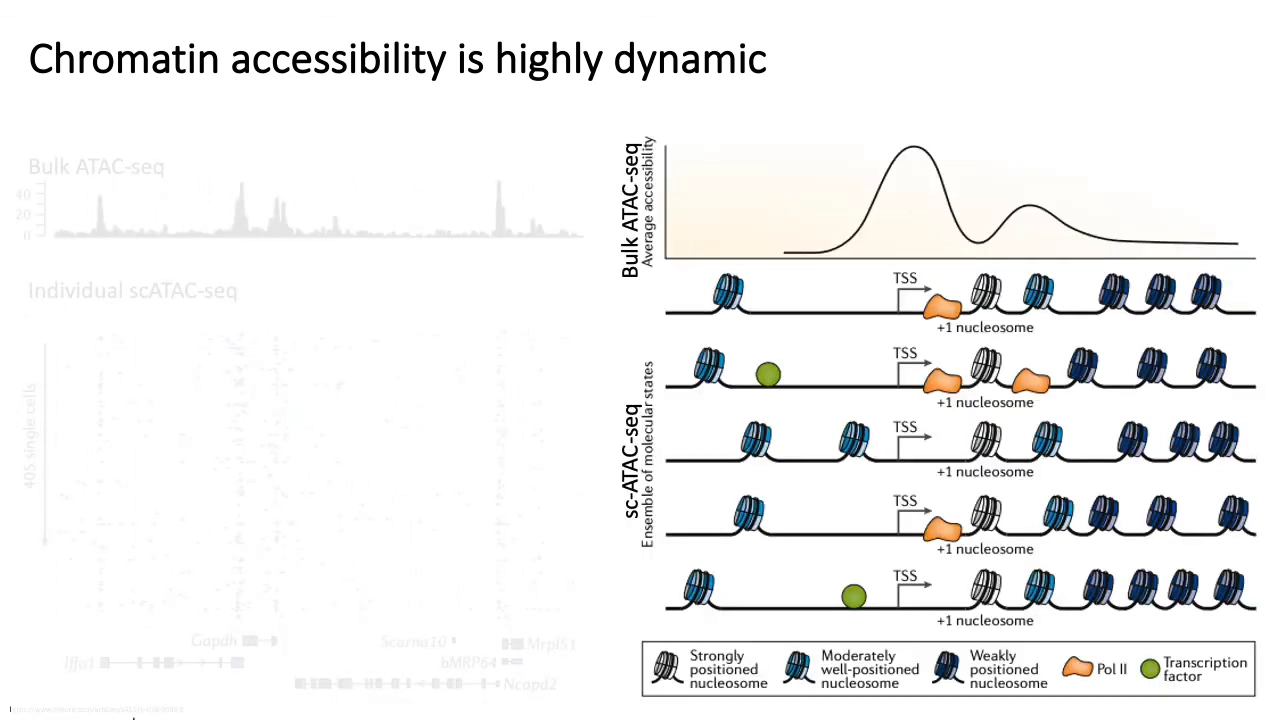 Chromatin accessibility is highly dynamic
Bulk ATAC-seq
40
20
0
Individual scATAC-seq
405 single cells
Gapdh
Scarna10
Mrpl51
Iffo1
bMRP64
Ncapd2
Bulk ATAC-seq
Average accessibility
sc-ATAC-seq
Ensemble of molecular states
TSS
+1 nucleosome
TSS
+1 nucleosome
TSS
+1 nucleosome
TSS
+1 nucleosome
TSS
+1 nucleosome
Strongly
positioned
nucleosome
Moderately
well-positioned
nucleosome
Weakly
positioned
nucleosome
Pol II
Transcription
factor